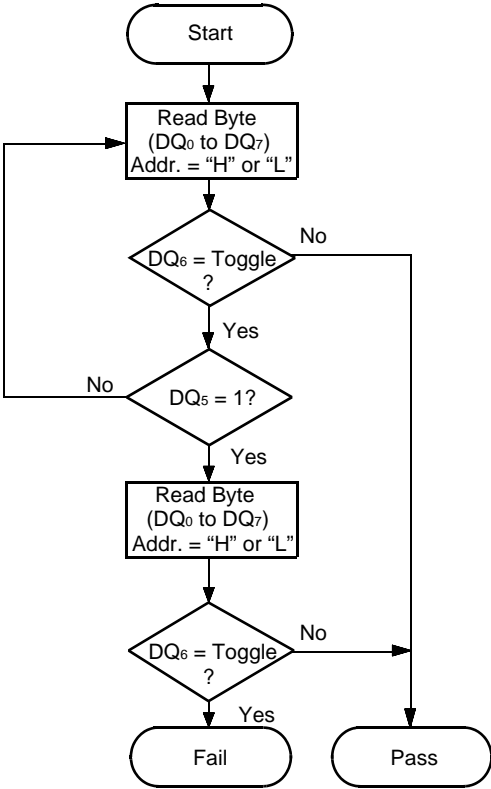 Start
Read Byte
(DQ0 to DQ7)
Addr. = “H” or “L”
No
DQ6 = Toggle
?
Yes
No
DQ5 = 1?
Yes
Read Byte
(DQ0 to DQ7)
Addr. = “H” or “L”
No
DQ6 = Toggle
?
Yes
Fail
Pass